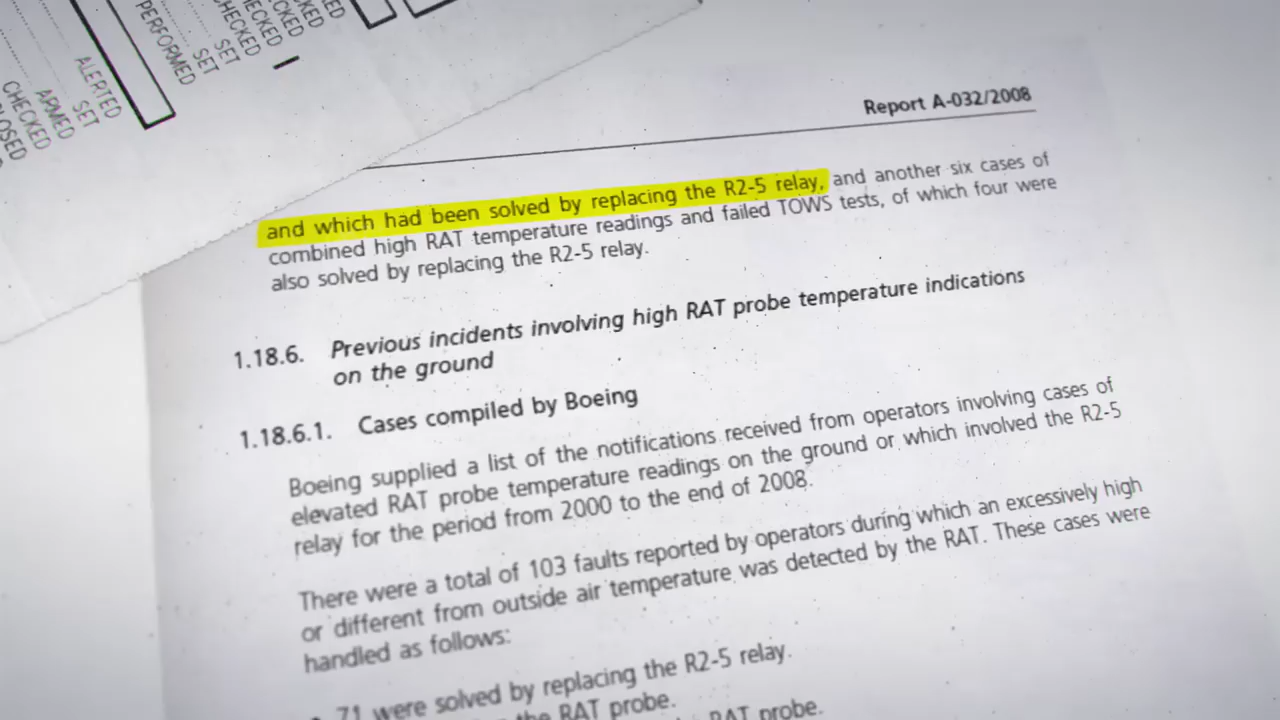 PERFORMED
SET
SET
CHECKED
ALERTED
SET
ARMED
CHECKED
Report A-032/2008
and which had been solved by replacing the R2-5 relay, and another six cases of
combined high RAT temperature readings and failed TOWS tests, of which four were
also solved by replacing the R2-5 relay.
1.18.6. Previous incidents involving high RAT probe temperature indications
on the ground
1.18.6.1. Cases compiled by Boeing
Boeing supplied a list of the notifications received from operators involving cases of
elevated RAT probe temperature readings on the ground or which involved the R2-5
relay for the period from 2000 to the end of 2008.
There were a total of 103 faults reported by operators during which an excessively high
or different from outside air temperature was detected by the RAT. These cases were
handled as follows:
71 were solved by replacing the R2-5 relay.
the RAT probe.
RAT probe.